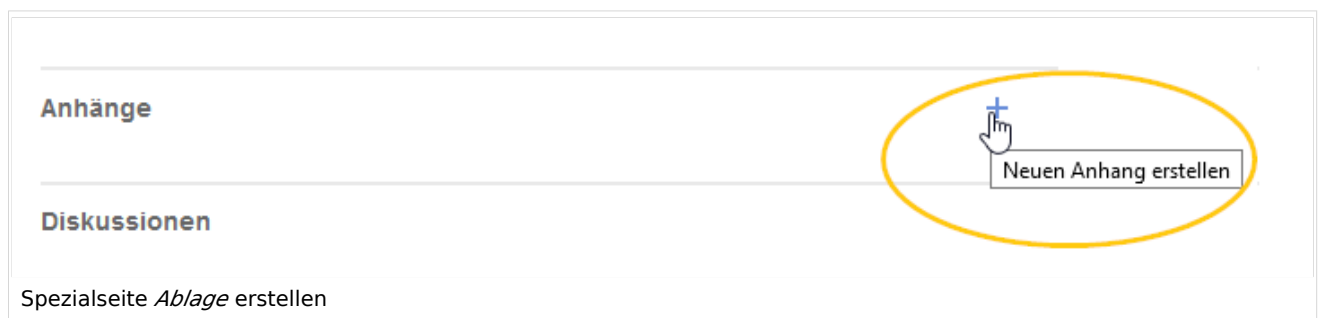 Anhänge
Neuen Anhang erstellen
Diskussionen
Spezialseite Ablage erstellen